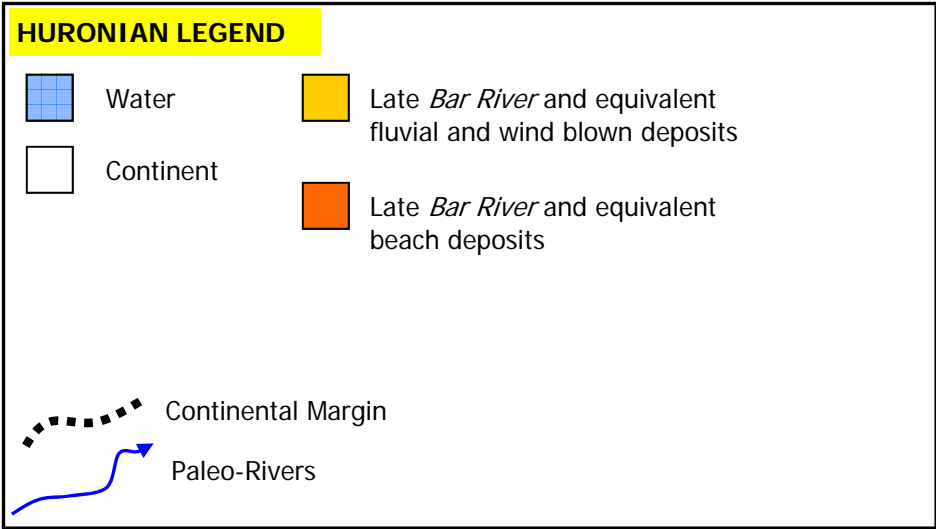 HURONIAN LEGEND
Water
Continent
Late Bar River and equivalent
fluvial and wind blown deposits
Late Bar River and equivalent
beach deposits
Continental Margin
Paleo-Rivers